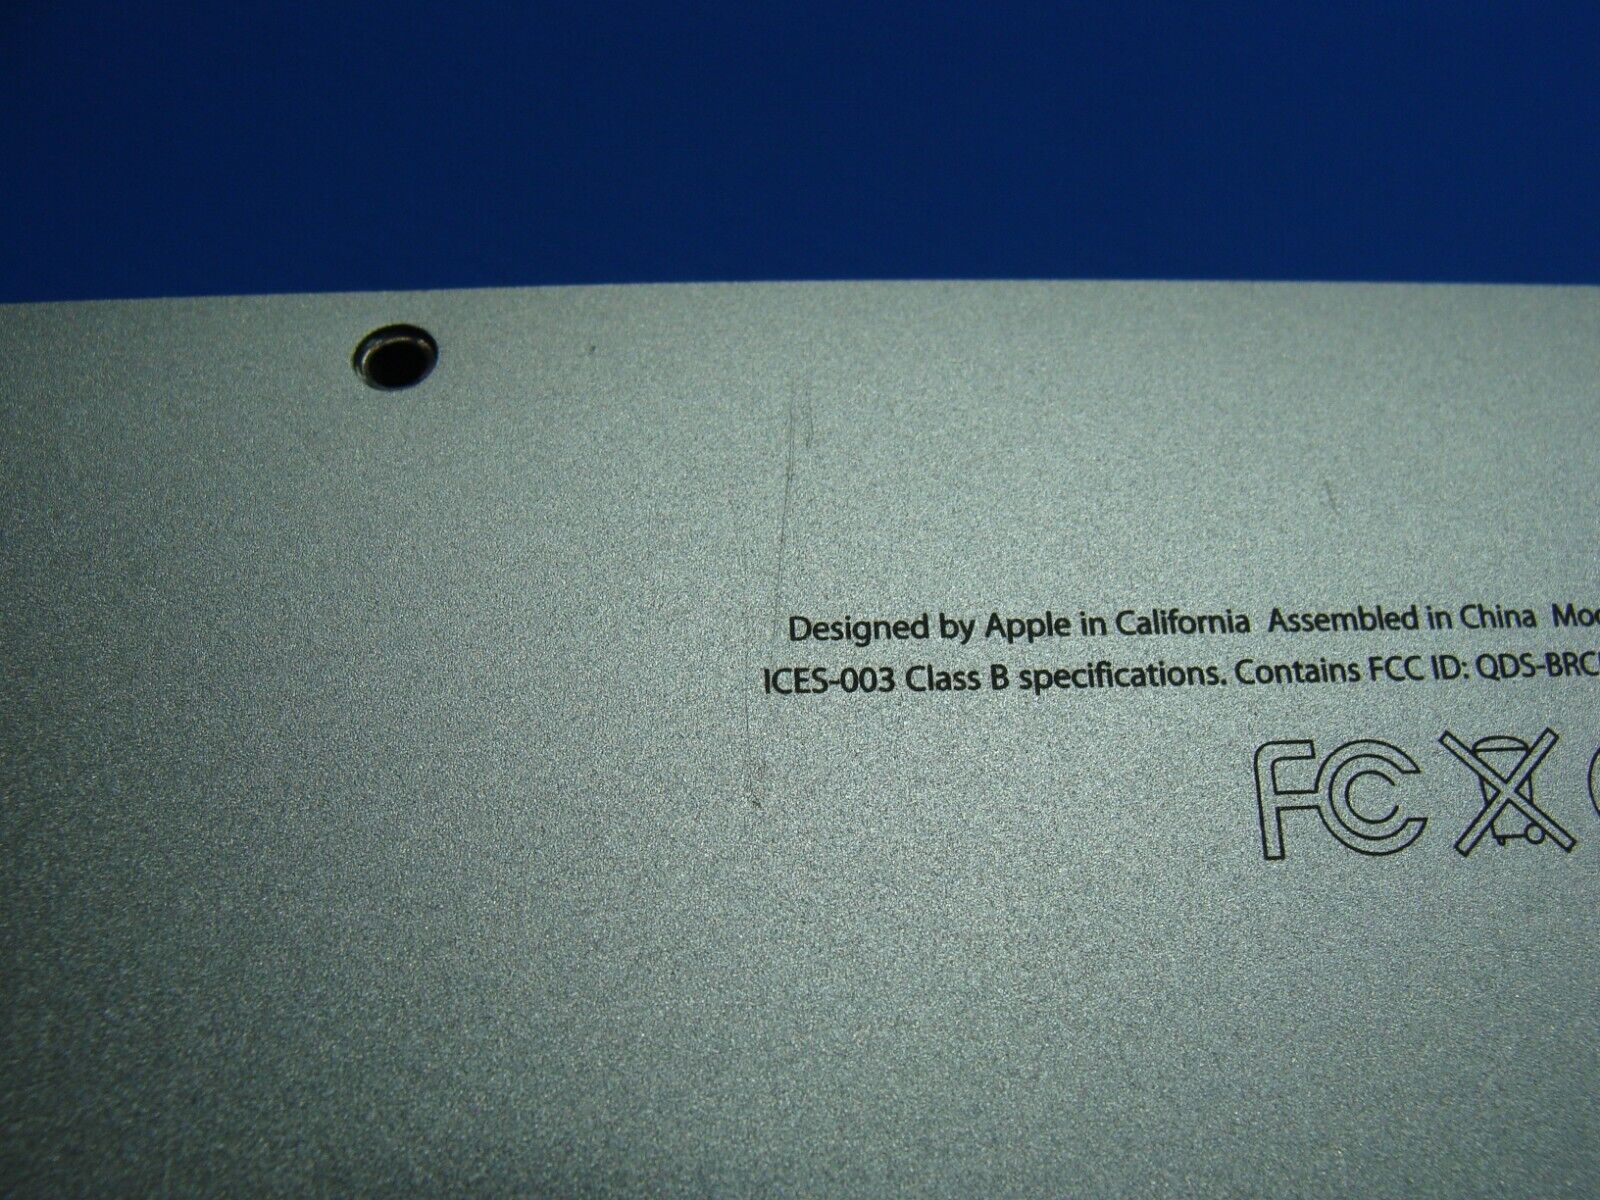 Designed by Apple in California Assembled in China
ICES-003 Class B specifications. Contains FCC ID:
FC